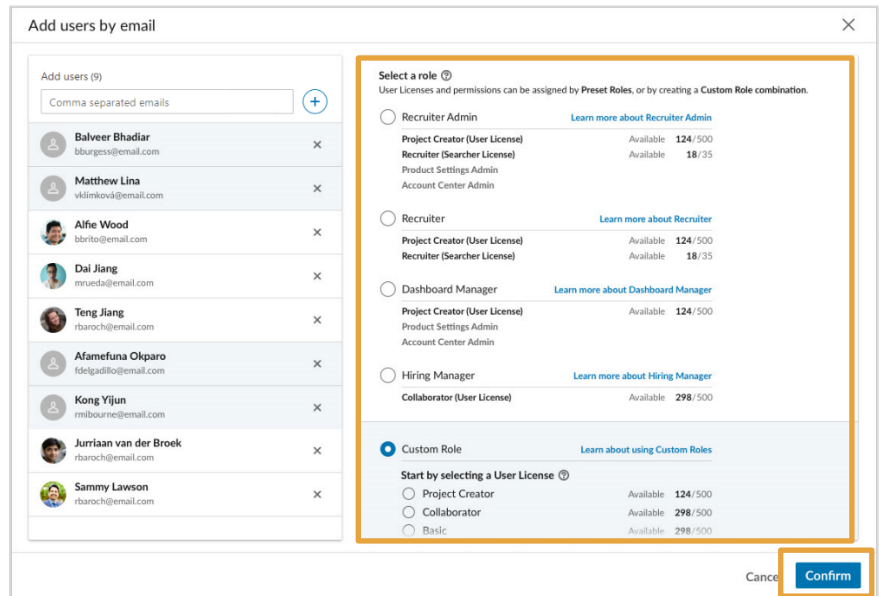 Add users by email
Add users (9)
Comma separated emails
Balveer Bhadiar
bburgess@email.com
Matthew Lina
vklimková@email.com
Alfie Wood
bbrito@email.com
Dai Jiang
mrueda@email.com
Teng Jiang
rbaroch@email.com
Afamefuna Okparo
fdelgadillo@email.com
Kong Yijun
rmibourne@email.com
Jurriaan van der Broek
rbaroch@email.com
Sammy Lawson
rbaroch@email.com
Select a role
User Licenses and permissions can be assigned by Preset Roles, or by creating a Custom Role combination.
Recruiter Admin Learn more about Recruiter Admin
Project Creator (User License) Available 124/500
Recruiter (Searcher License) Available 18/35
Product Settings Admin
Account Center Admin
Recruiter Learn more about Recruiter
Project Creator (User License) Available 124/500
Recruiter (Searcher License) Available 18/35
Dashboard Manager Learn more about Dashboard Manager
Project Creator (User License) Available 124/500
Product Settings Admin
Account Center Admin
Hiring Manager Learn more about Hiring Manager
Collaborator (User License) Available 298/500
Custom Role Learn about using Custom Roles
Start by selecting a User License
Project Creator Available 124/500
Collaborator Available 298/500
Basic Available 298/500
Cance Confirm